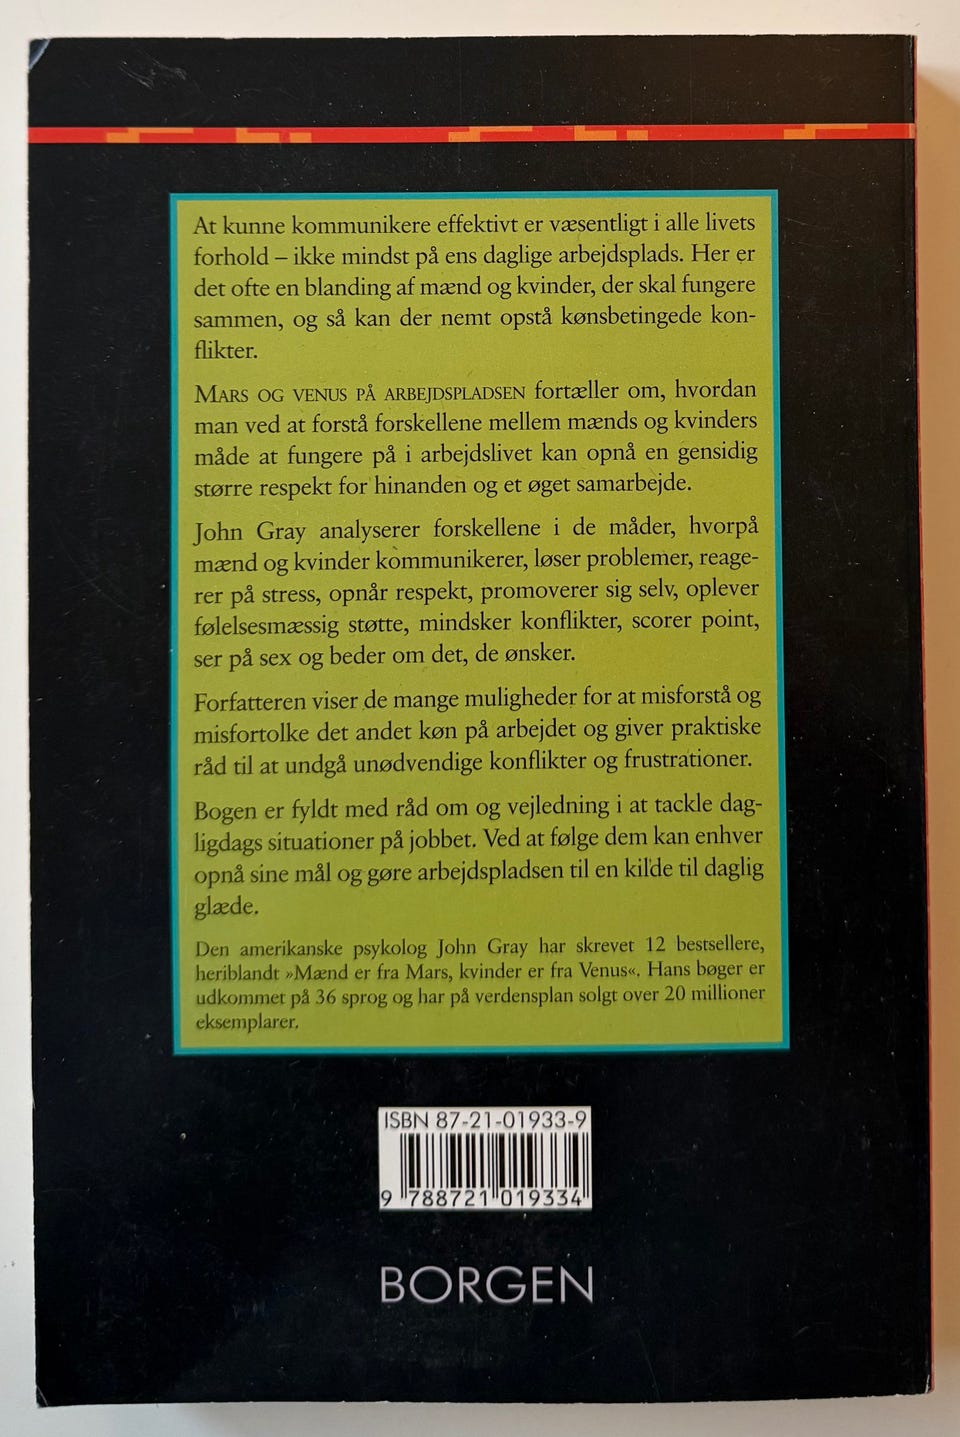 At kunne kommunikere effektivt er væsentligt i alle livets
forhold – ikke mindst på ens daglige arbejdsplads. Her er
det ofte en blanding af mænd og kvinder, der skal fungere
sammen, og så kan der nemt opstå kønsbetingede kon-
flikter.
MARS OG VENUS PÅ ARBEJDSPLADSEN fortæller om, hvordan
man ved at forstå forskellene mellem mænds og kvinders
måde at fungere på i arbejdslivet kan opnå en gensidig
større respekt for hinanden og et øget samarbejde.
John Gray analyserer forskellene i de måder, hvorpå
mænd og kvinder kommunikerer, løser problemer, reage-
rer på stress, opnår respekt, promoverer sig selv, oplever
følelsesmæssig støtte, mindsker konflikter, scorer point,
ser på sex og beder om det, de ønsker.
Forfatteren viser de mange muligheder for at misforstå og
misfortolke det andet køn på arbejdet og giver praktiske
råd til at undgå unødvendige konflikter og frustrationer.
Bogen er fyldt med råd om og vejledning i at tackle dag-
ligdags situationer på jobbet. Ved at følge dem kan enhver
opnå sine mål og gøre arbejdspladsen til en kilde til daglig
glæde.
Den amerikanske psykolog John Gray har skrevet 12 bestsellere,
heriblandt »Mænd er fra Mars, kvinder er fra Venus«. Hans bøger er
udkommet på 36 sprog og har på verdensplan solgt over 20 millioner
eksemplarer.
ISBN 87-21-01933-9
9 788721 019334
BORGEN